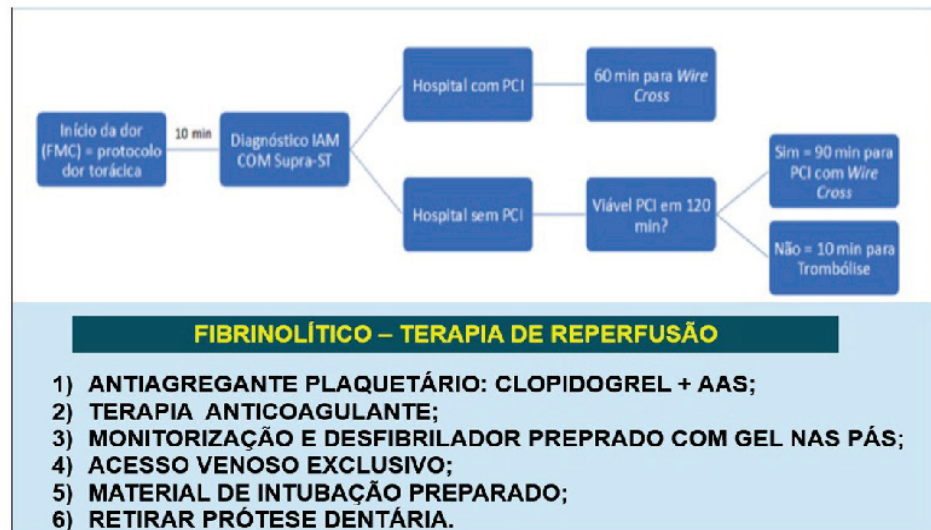 Início da dor
(FMC) = protocolo
dor torácica
10 min
Diagnóstico IAM
COM Supra-ST
Hospital com PCI
60 min para Wire
Cross
Hospital sem PCI
Viável PCI em 120
min?
Sim = 90 min para
PCI com Wire
Cross
Não = 10 min para
Trombólise
FIBRINOLÍTICO – TERAPIA DE REPERFUSÃO
1) ANTIAGREGANTE PLAQUETÁRIO: CLOPIDOGREL + AAS;
2) TERAPIA ANTICOAGULANTE;
3) MONITORIZAÇÃO E DESFIBRILADOR PREPRADO COM GEL NAS PÁS;
4) ACESSO VENOSO EXCLUSIVO;
5) MATERIAL DE INTUBAÇÃO PREPARADO;
6) RETIRAR PRÓTESE DENTÁRIA.